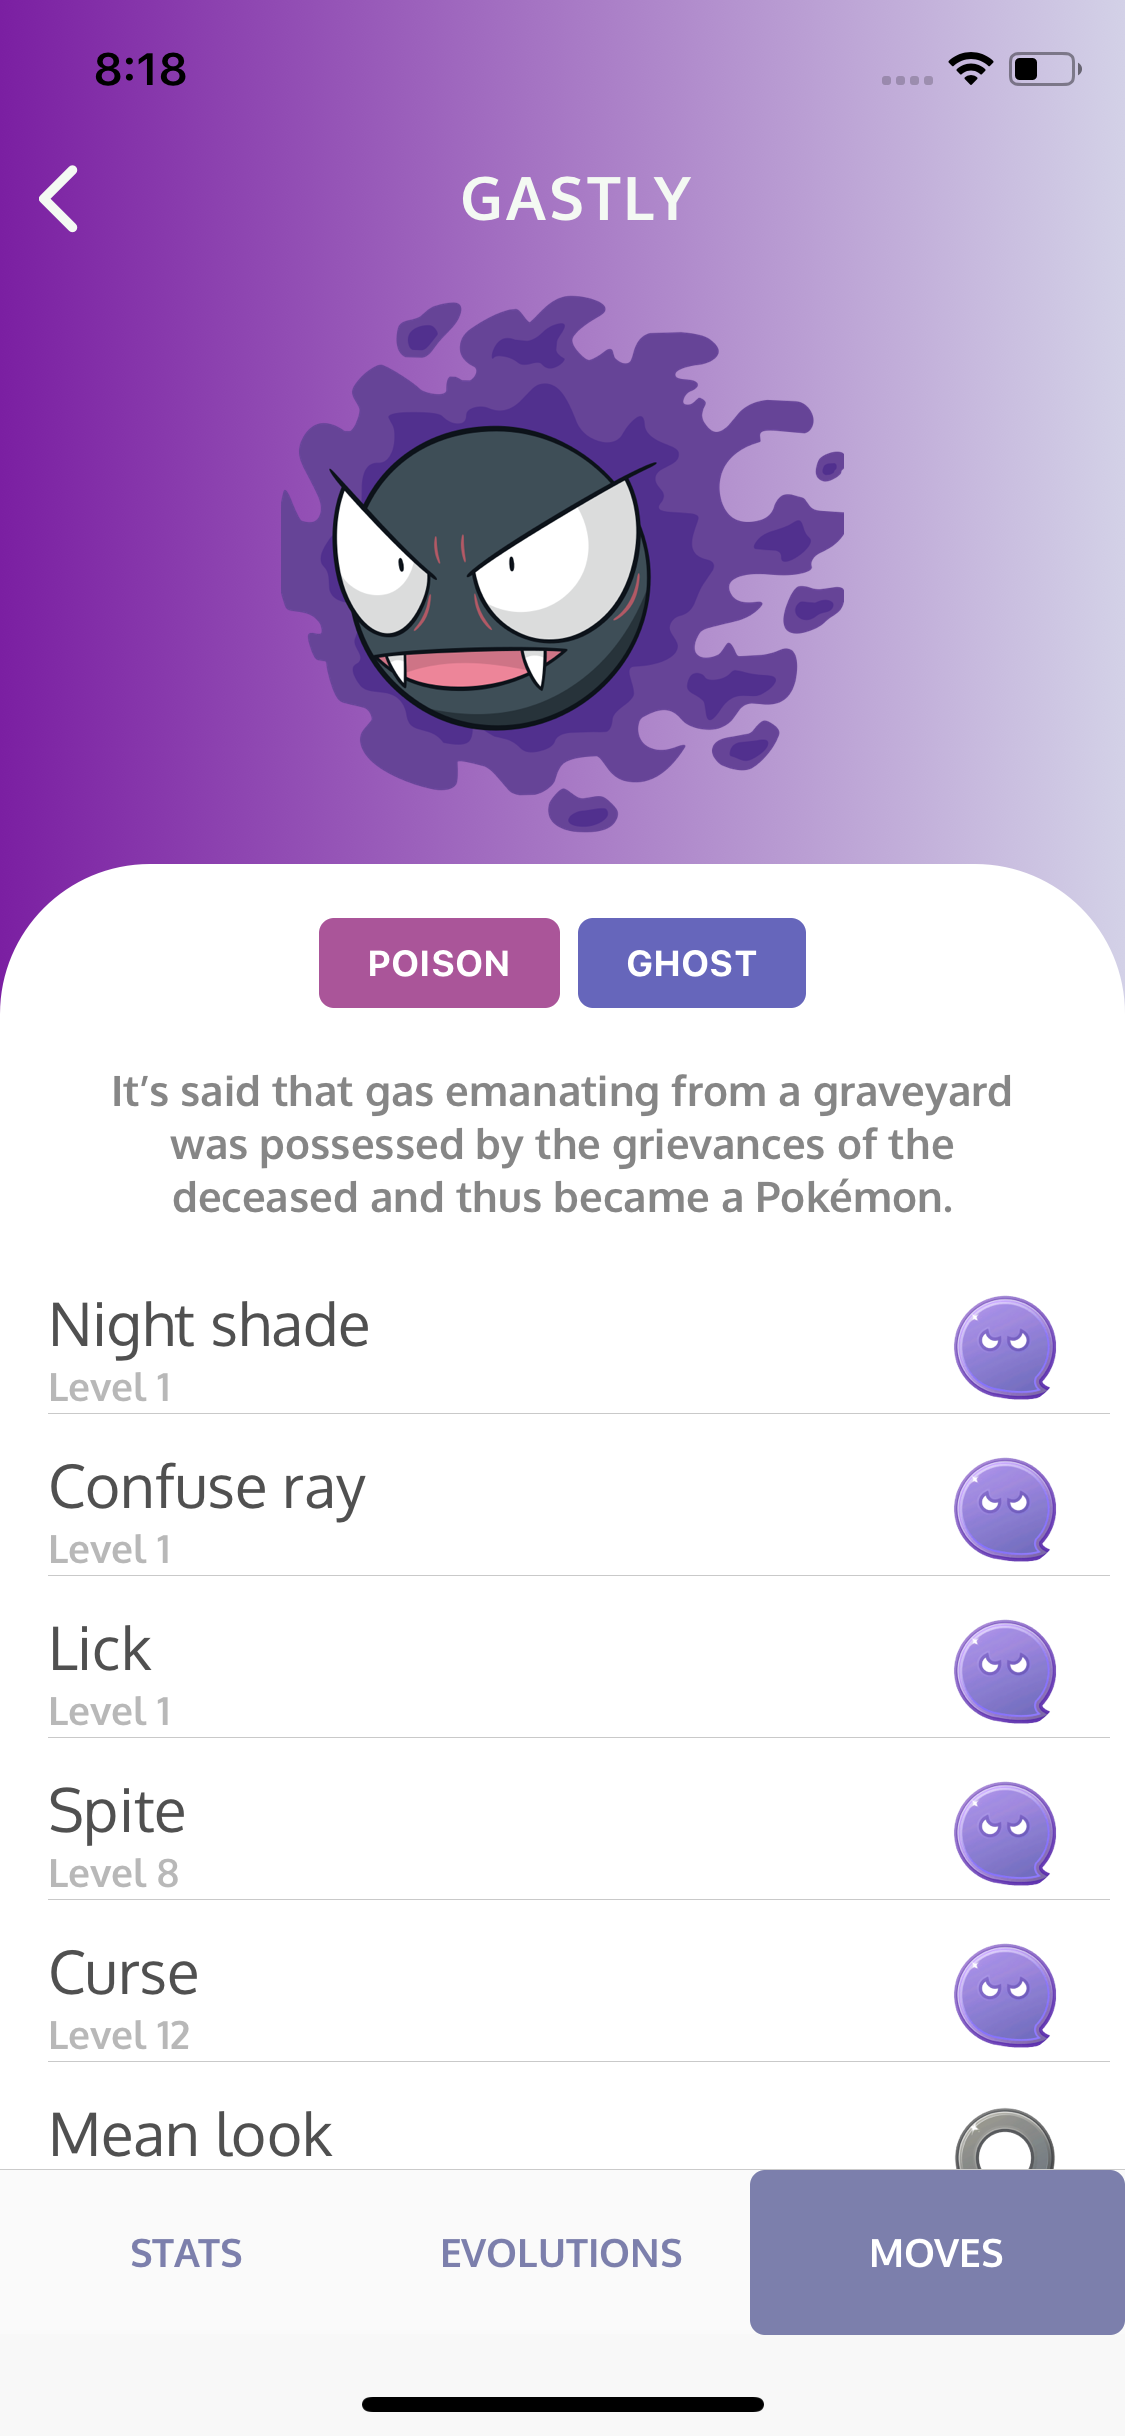 8:18
GASTLY
POISON GHOST
It’s said that gas emanating from a graveyard
was possessed by the grievances of the
deceased and thus became a Pokémon.
Night shade
Level 1
Confuse ray
Level 1
Lick
Level 1
Spite
Level 8
Curse
Level 12
Mean look
STATS EVOLUTIONS MOVES